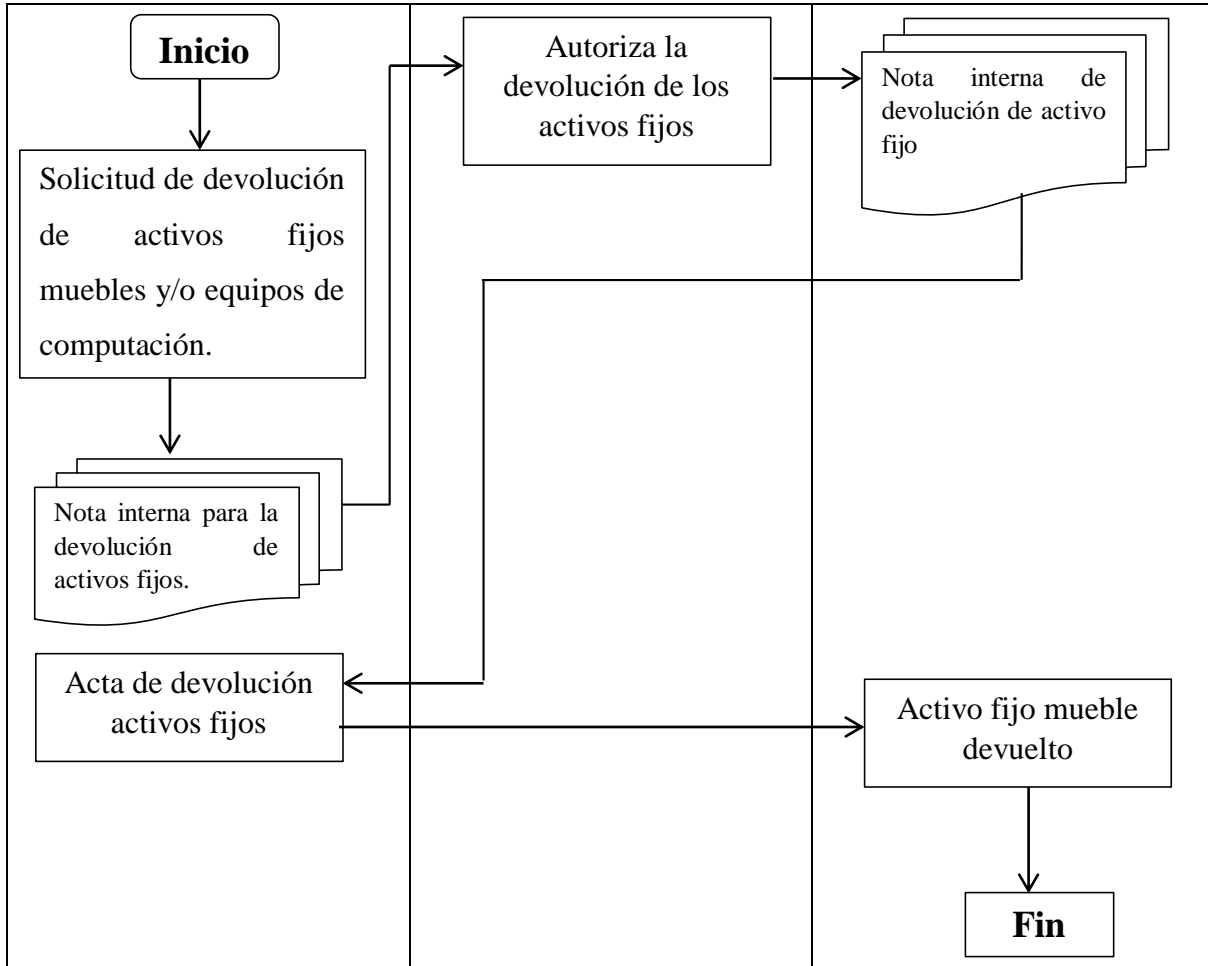 Inicio
Solicitud de devolución
de activos fijos
muebles y/o equipos de
computación.
Nota interna para la
devolución de
activos fijos.
Autoriza la
devolución de los
activos fijos
Nota interna de
devolución de activo
fijo
Acta de devolución
activos fijos
Activo fijo mueble
devuelto
Fin